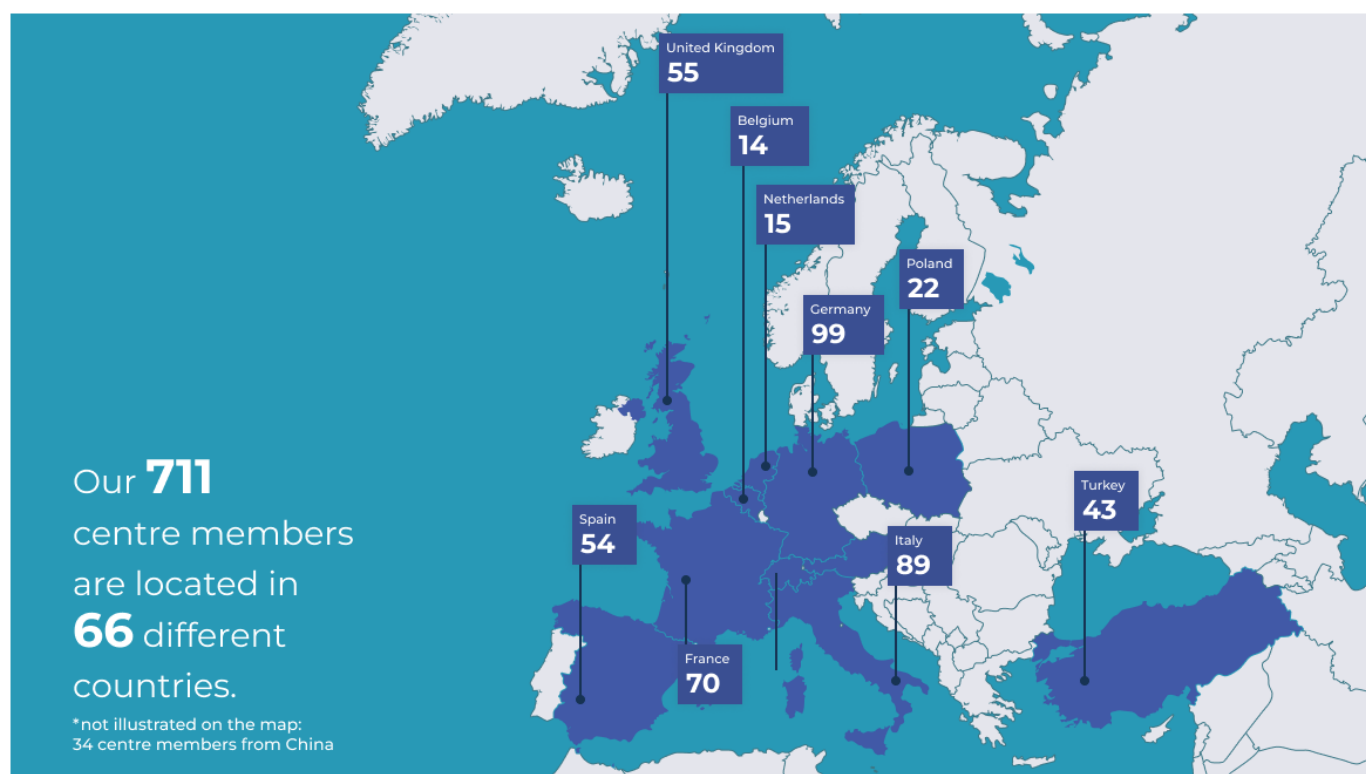 United Kingdom
55
Belgium
14
Netherlands
15
Poland
22
Germany
99
Turkey
43
Spain
54
Italy
89
France
70
Our 711
centre members
are located in
66 different
countries.
*not illustrated on the map:
34 centre members from China